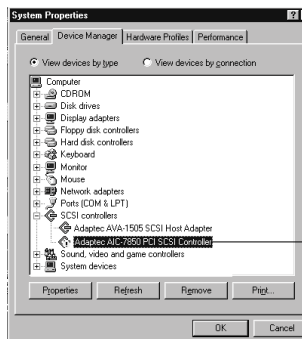 System Properties
General Device Manager Hardware Profiles Performance
View devices by type View devices by connection
Computer
CDROM
Disk drives
Display adapters
Floppy disk controllers
Hard disk controllers
Keyboard
Monitor
Mouse
Network adapters
Ports (COM & LPT)
SCSI controllers
Adaptec AVA-1505 SCSI Host Adapter
Adaptec AIC-7850 PCI SCSI Controller
Sound, video and game controllers
System devices
Properties Refresh Remove Print...
OK Cancel